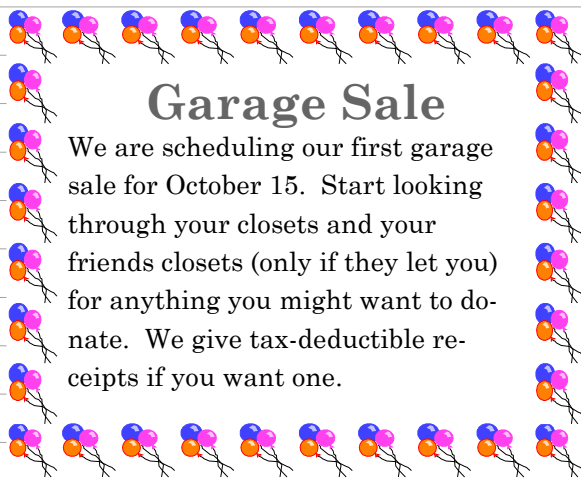 Garage Sale
We are scheduling our first garage
sale for October 15.  Start looking
through your closets and your
friends closets (only if they let you)
for anything you might want to do-
nate.  We give tax-deductible re-
ceipts if you want one.